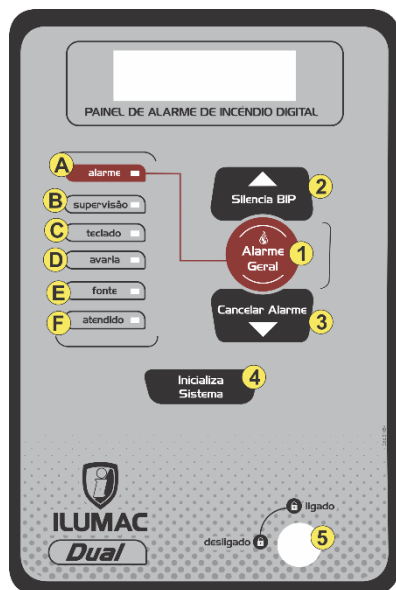 PAINEL DE ALARME DE INCÊNDIO DIGITAL
A
alarme
B
supervisão
C
teclado
D
avaria
E
fonte
F
atendido
Silencia BIP
2
Alarme
Geral
1
Cancelar Alarme
3
Inicializa
Sistema
4
ILUMAC
Dual
ligado
desligado
5